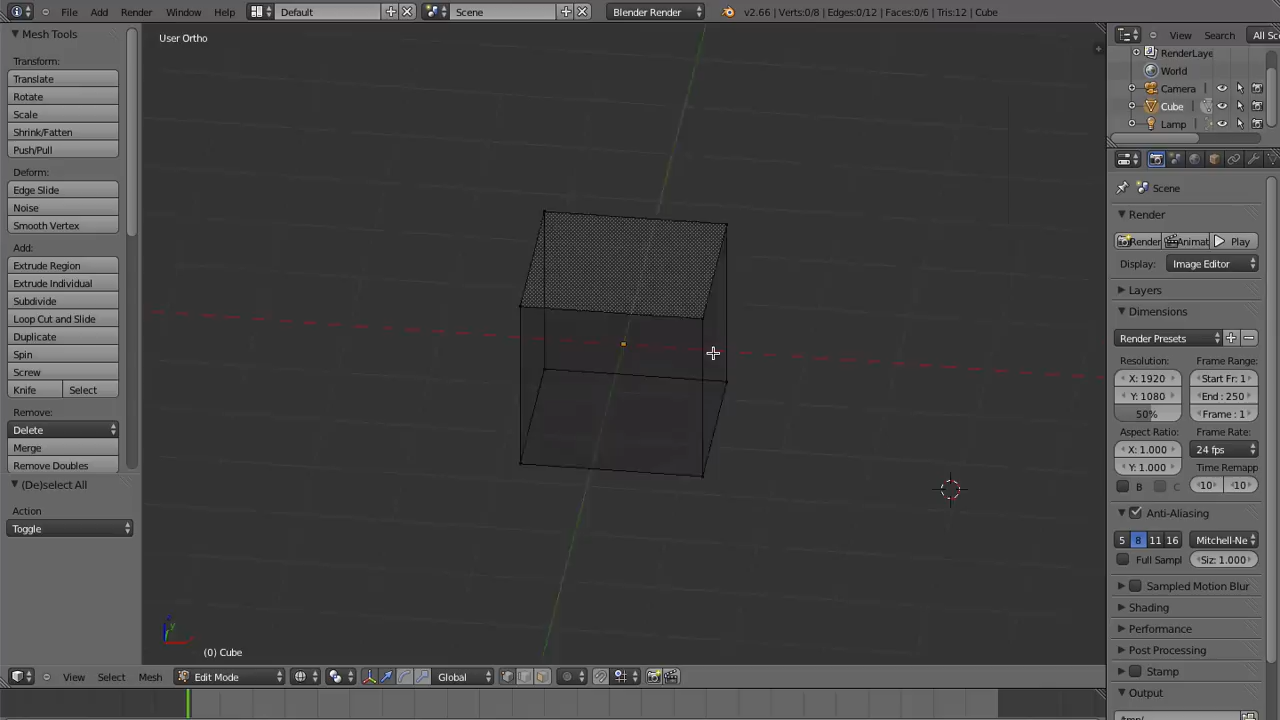 File Add Render Window Help Default Scene Blender Render v2.66 | Verts:0/8 | Edges:0/12 | Faces:0/6 | Tris:12 | Cube
Mesh Tools
Transform:
Translate
Rotate
Scale
Shrink/Fatten
Push/Pull
Deform:
Edge Slide
Noise
Smooth Vertex
Add:
Extrude Region
Extrude Individual
Subdivide
Loop Cut and Slide
Duplicate
Spin
Screw
Knife Select
Remove:
Delete
Merge
Remove Doubles
(De)select All
Action
Toggle
User Ortho
y
(0) Cube
View Select Mesh Edit Mode Global
View Search All Sc
RenderLaye
World
Camera
Cube
Lamp
Scene
Render
Render Animat Play
Display: Image Editor
Layers
Dimensions
Render Presets
Resolution: Frame Range:
X: 1920 Start Fr: 1
Y: 1080 End : 250
50% Frame : 1
Aspect Ratio: Frame Rate:
X: 1.000 24 fps
Y: 1.000 Time Remapp
B C 10 10
Anti-Aliasing
5 8 11 16 Mitchell-Ne
Full Sampl Siz: 1.000
Sampled Motion Blur
Shading
Performance
Post Processing
Stamp
Output